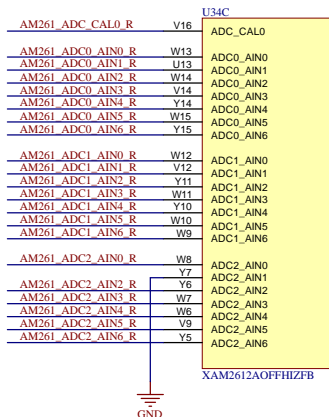 U34C
AM261_ADC_CAL0_R V16 ADC_CAL0
AM261_ADC0_AIN0_R W13 ADC0_AIN0
AM261_ADC0_AIN1_R U13 ADC0_AIN1
AM261_ADC0_AIN2_R W14 ADC0_AIN2
AM261_ADC0_AIN3_R V14 ADC0_AIN3
AM261_ADC0_AIN4_R Y14 ADC0_AIN4
AM261_ADC0_AIN5_R W15 ADC0_AIN5
AM261_ADC0_AIN6_R Y15 ADC0_AIN6
AM261_ADC1_AIN0_R W12 ADC1_AIN0
AM261_ADC1_AIN1_R V12 ADC1_AIN1
AM261_ADC1_AIN2_R Y11 ADC1_AIN2
AM261_ADC1_AIN3_R W11 ADC1_AIN3
AM261_ADC1_AIN4_R Y10 ADC1_AIN4
AM261_ADC1_AIN5_R W10 ADC1_AIN5
AM261_ADC1_AIN6_R W9 ADC1_AIN6
AM261_ADC2_AIN0_R W8 ADC2_AIN0
Y7 ADC2_AIN1
AM261_ADC2_AIN2_R Y6 ADC2_AIN2
AM261_ADC2_AIN3_R W7 ADC2_AIN3
AM261_ADC2_AIN4_R W6 ADC2_AIN4
AM261_ADC2_AIN5_R V9 ADC2_AIN5
AM261_ADC2_AIN6_R Y5 ADC2_AIN6
XAM2612AOFFHIZFB
GND